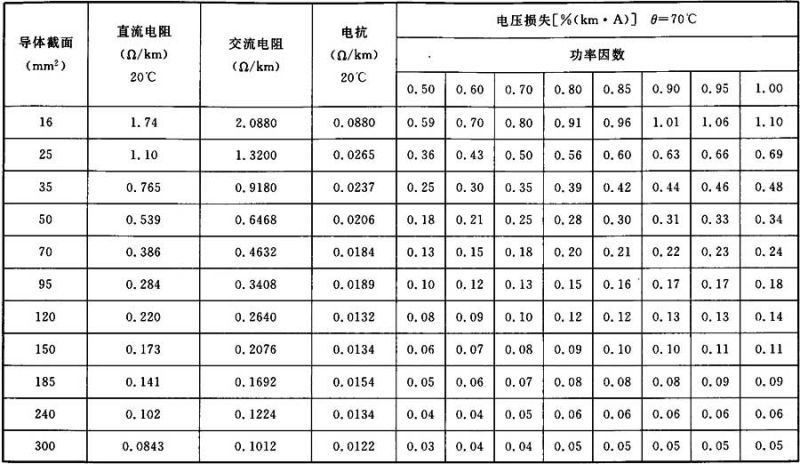 导体截面 (mm²) 直流电阻 (Ω/km) 20℃ 交流电阻 (Ω/km) 电抗 (Ω/km) 20℃ 电压损失[%(km·A)] θ=70℃
功率因数
0.50 0.60 0.70 0.80 0.85 0.90 0.95 1.00
16 1.74 2.0880 0.0880 0.59 0.70 0.80 0.91 0.96 1.01 1.06 1.10
25 1.10 1.3200 0.0265 0.36 0.43 0.50 0.56 0.60 0.63 0.66 0.69
35 0.765 0.9180 0.0237 0.25 0.30 0.35 0.39 0.42 0.44 0.46 0.48
50 0.539 0.6468 0.0206 0.18 0.21 0.25 0.28 0.30 0.31 0.33 0.34
70 0.386 0.4632 0.0184 0.13 0.15 0.18 0.20 0.21 0.22 0.23 0.24
95 0.284 0.3408 0.0189 0.10 0.12 0.13 0.15 0.16 0.17 0.17 0.18
120 0.220 0.2640 0.0132 0.08 0.09 0.10 0.12 0.12 0.13 0.13 0.14
150 0.173 0.2076 0.0134 0.06 0.07 0.08 0.09 0.10 0.10 0.11 0.11
185 0.141 0.1692 0.0154 0.05 0.06 0.07 0.08 0.08 0.08 0.09 0.09
240 0.102 0.1224 0.0134 0.04 0.04 0.05 0.06 0.06 0.06 0.06 0.06
300 0.0843 0.1012 0.0122 0.03 0.04 0.04 0.05 0.05 0.05 0.05 0.05